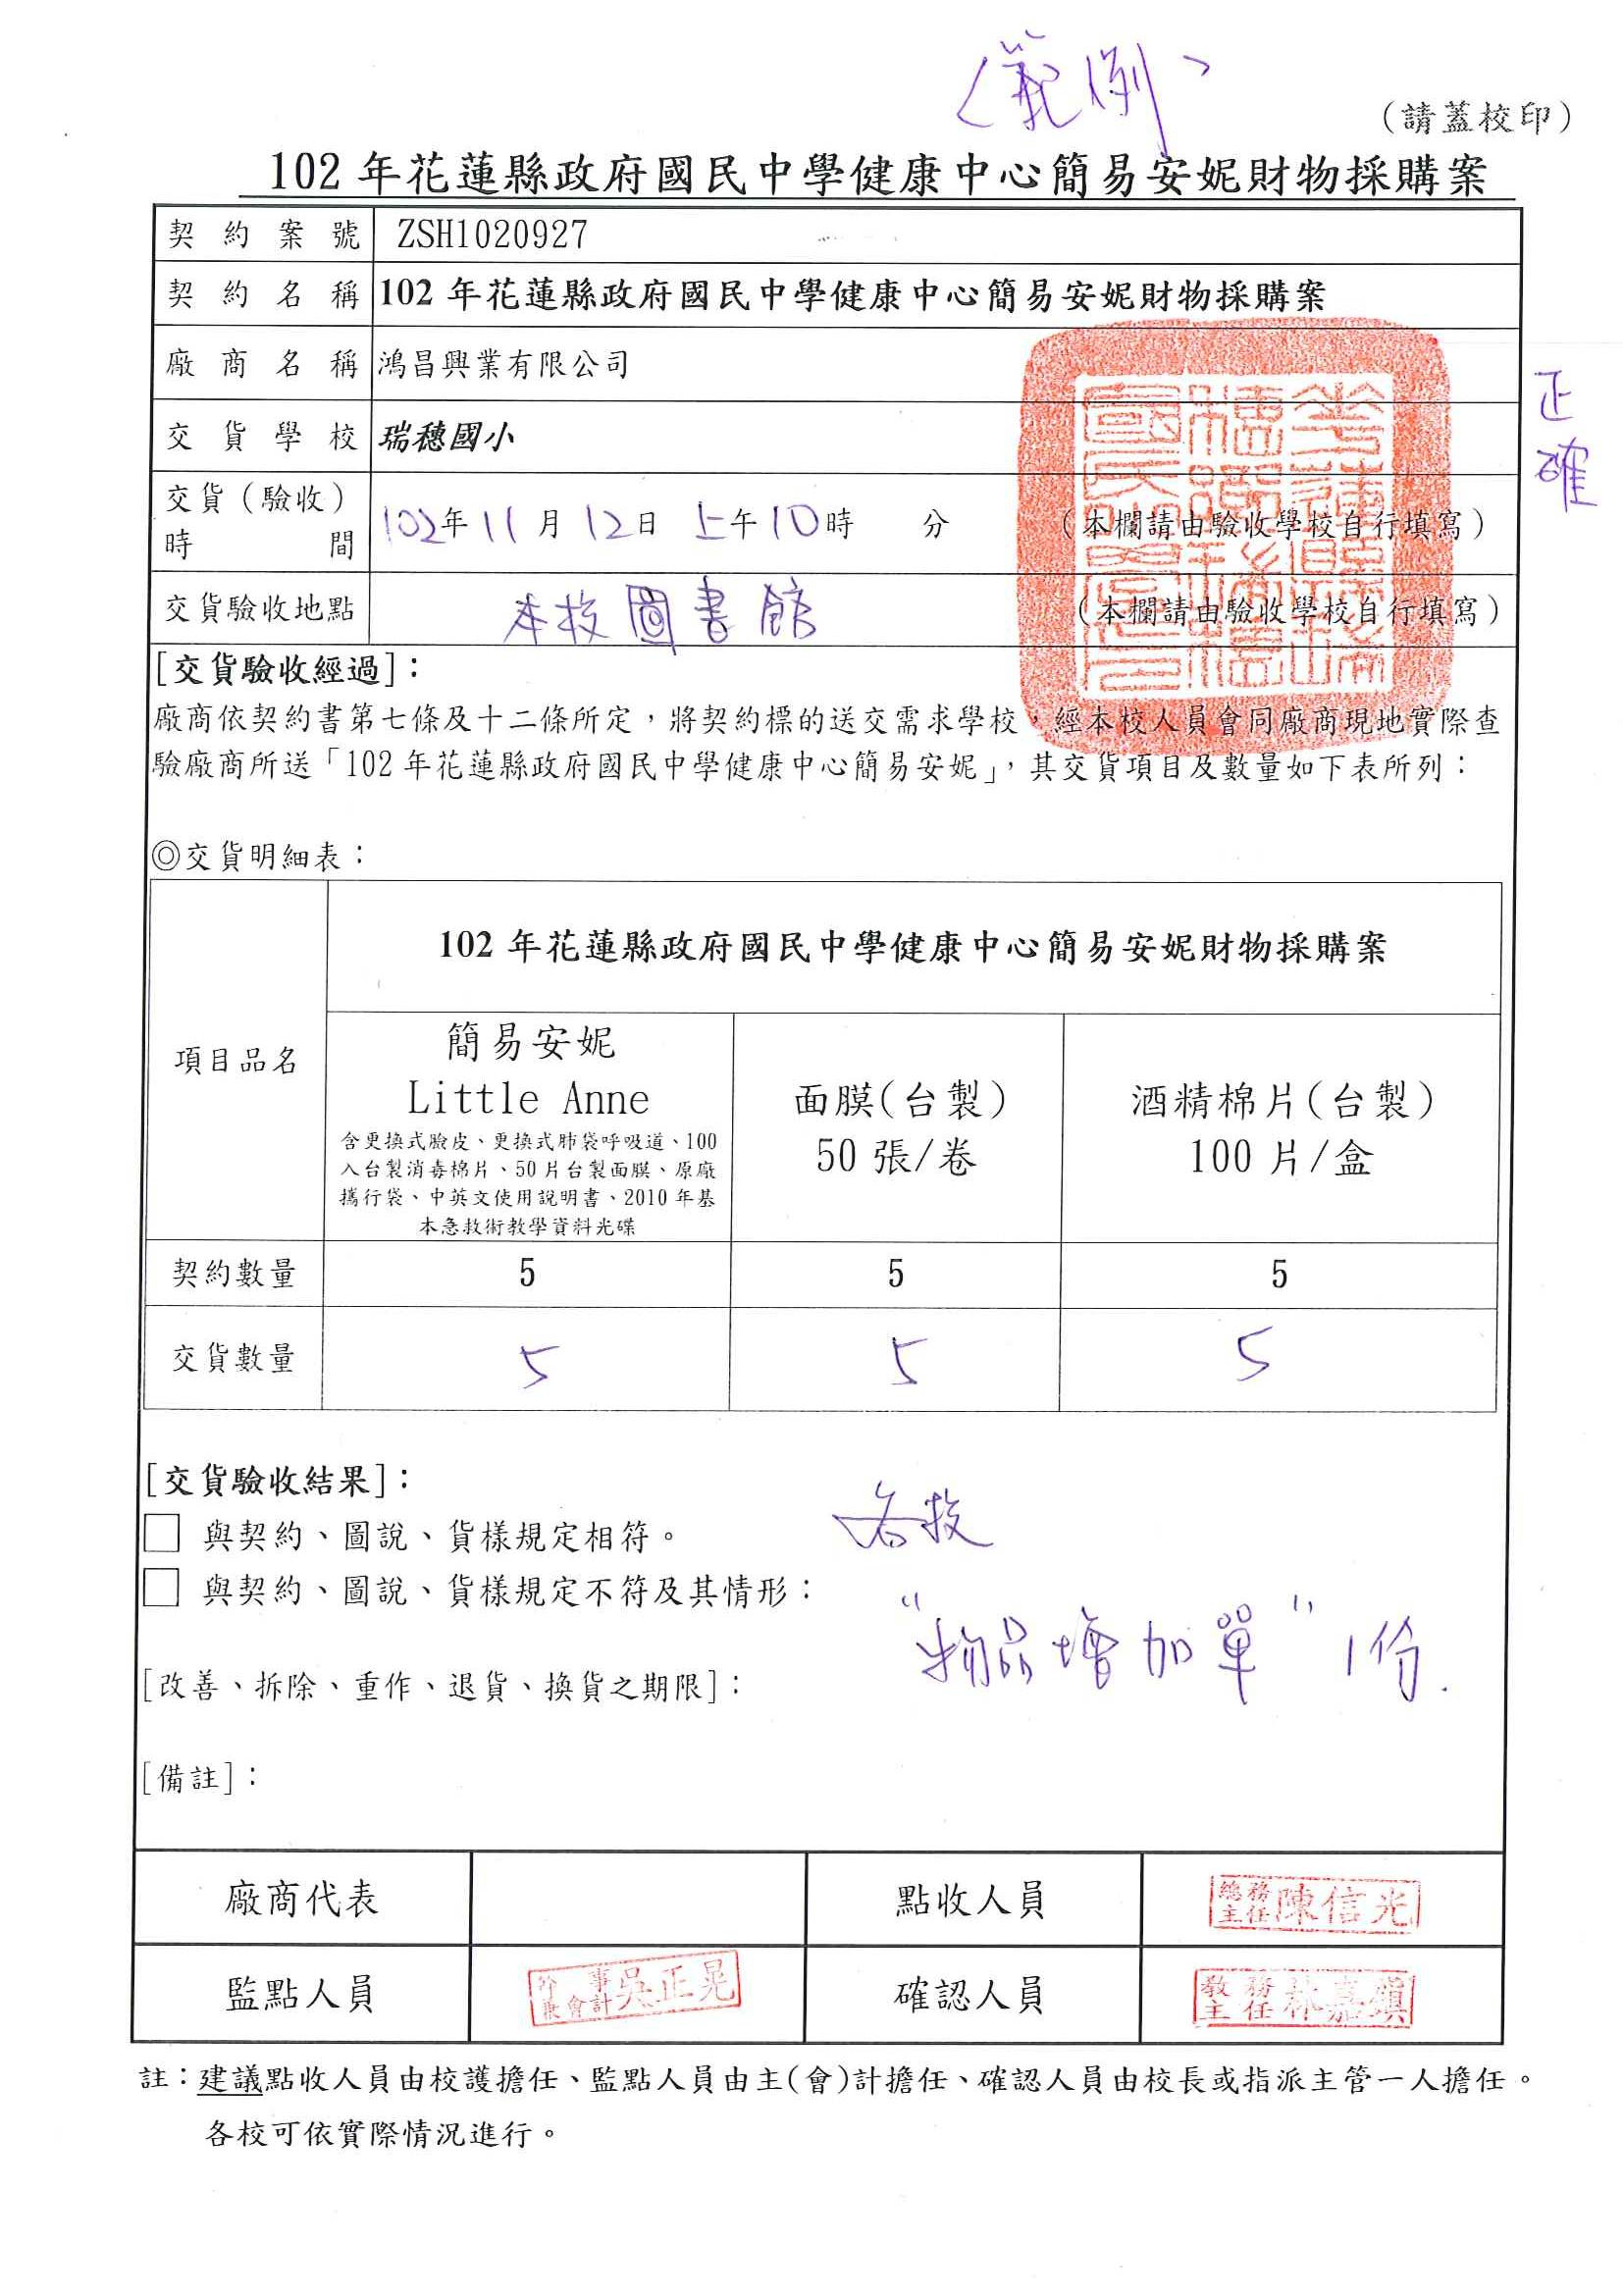 〈範例〉
（請蓋校印）
102年花蓮縣政府國民中學健康中心簡易安妮財物採購案
契約案號 ZSH1020927
契約名稱 102年花蓮縣政府國民中學健康中心簡易安妮財物採購案
廠商名稱 鴻昌興業有限公司
正確
交貨學校 瑞穗國小
交貨（驗收）時間 102年11月12日上午10時 分 （本欄請由驗收學校自行填寫）
交貨驗收地點 本校圖書館 （本欄請由驗收學校自行填寫）
[交貨驗收經過]：
廠商依契約書第七條及十二條所定，將契約標的送交需求學校，經本校人員會同廠商現地實際查
驗廠商所送「102年花蓮縣政府國民中學健康中心簡易安妮」，其交貨項目及數量如下表所列：
◎交貨明細表：
102年花蓮縣政府國民中學健康中心簡易安妮財物採購案
項目品名
簡易安妮
Little Anne
含更換式臉皮、更換式肺袋呼吸道、100
入台製消毒棉片、50片台製面膜、原廠
攜行袋、中英文使用說明書、2010年基
本急救術教學資料光碟
面膜(台製)
50張/卷
酒精棉片(台製)
100片/盒
契約數量 5 5 5
交貨數量 5 5 5
[交貨驗收結果]：
□ 與契約、圖說、貨樣規定相符。
各校
□ 與契約、圖說、貨樣規定不符及其情形：
"物品增加單"1份.
[改善、拆除、重作、退貨、換貨之期限]：
[備註]：
廠商代表 點收人員 總務主任 陳信光
監點人員 幹事兼會計 吳正晃 確認人員 教務主任 林嘉
註：建議點收人員由校護擔任、監點人員由主(會)計擔任、確認人員由校長或指派主管一人擔任。
各校可依實際情況進行。